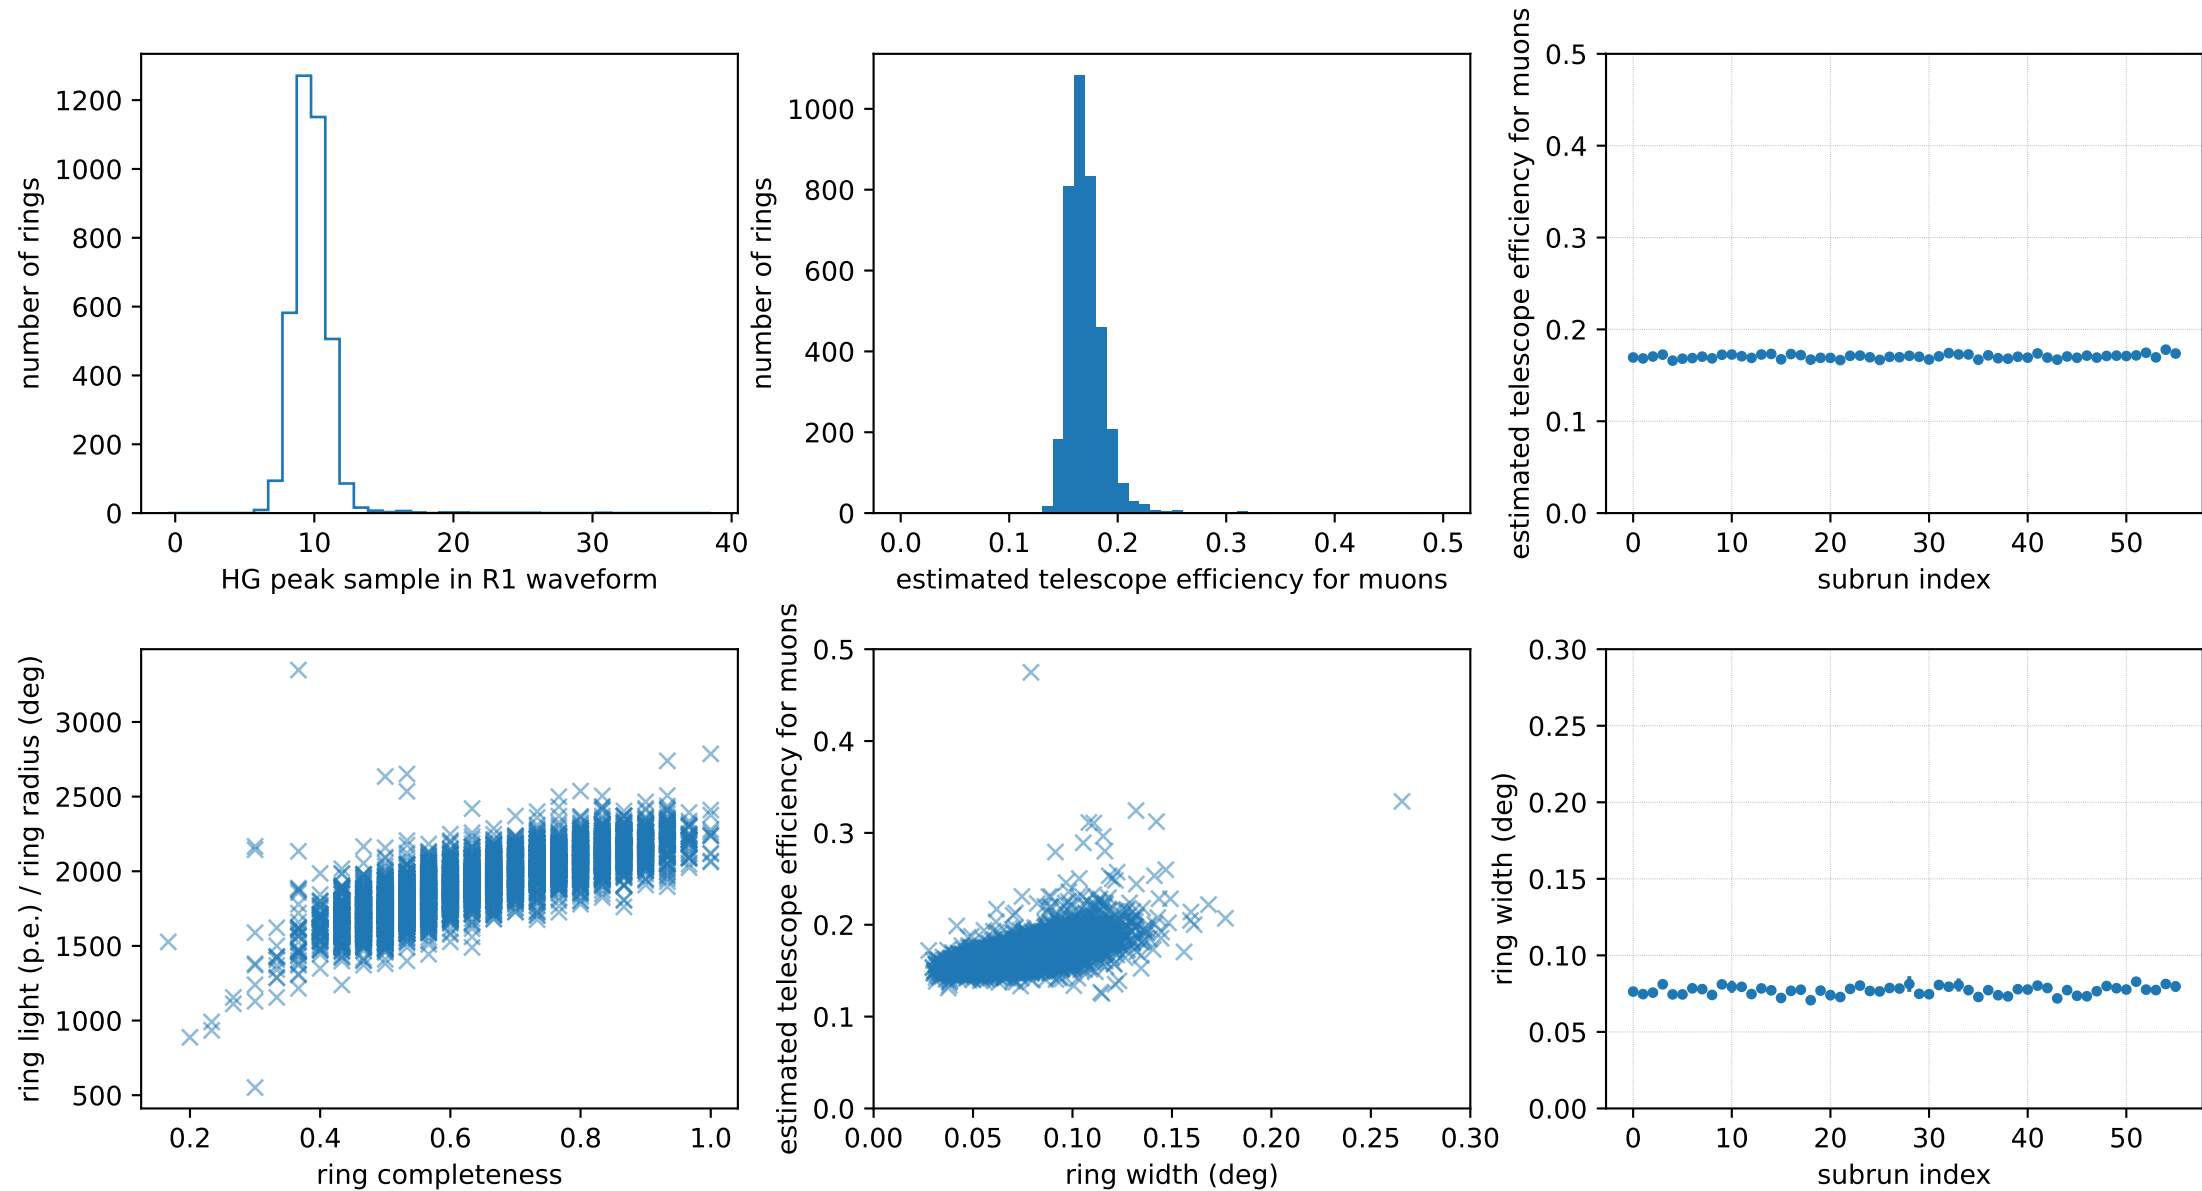 number of rings
1200
1000
800
600
400
200
0
0 10 20 30 40
HG peak sample in R1 waveform
number of rings
1000
800
600
400
200
0
0.0 0.1 0.2 0.3 0.4 0.5
estimated telescope efficiency for muons
estimated telescope efficiency for muons
0.5
0.4
0.3
0.2
0.1
0.0
0 10 20 30 40 50
subrun index
ring light (p.e.) / ring radius (deg)
3000
2500
2000
1500
1000
500
0.2 0.4 0.6 0.8 1.0
ring completeness
estimated telescope efficiency for muons
0.5
0.4
0.3
0.2
0.1
0.0
0.00 0.05 0.10 0.15 0.20 0.25 0.30
ring width (deg)
ring width (deg)
0.30
0.25
0.20
0.15
0.10
0.05
0.00
0 10 20 30 40 50
subrun index